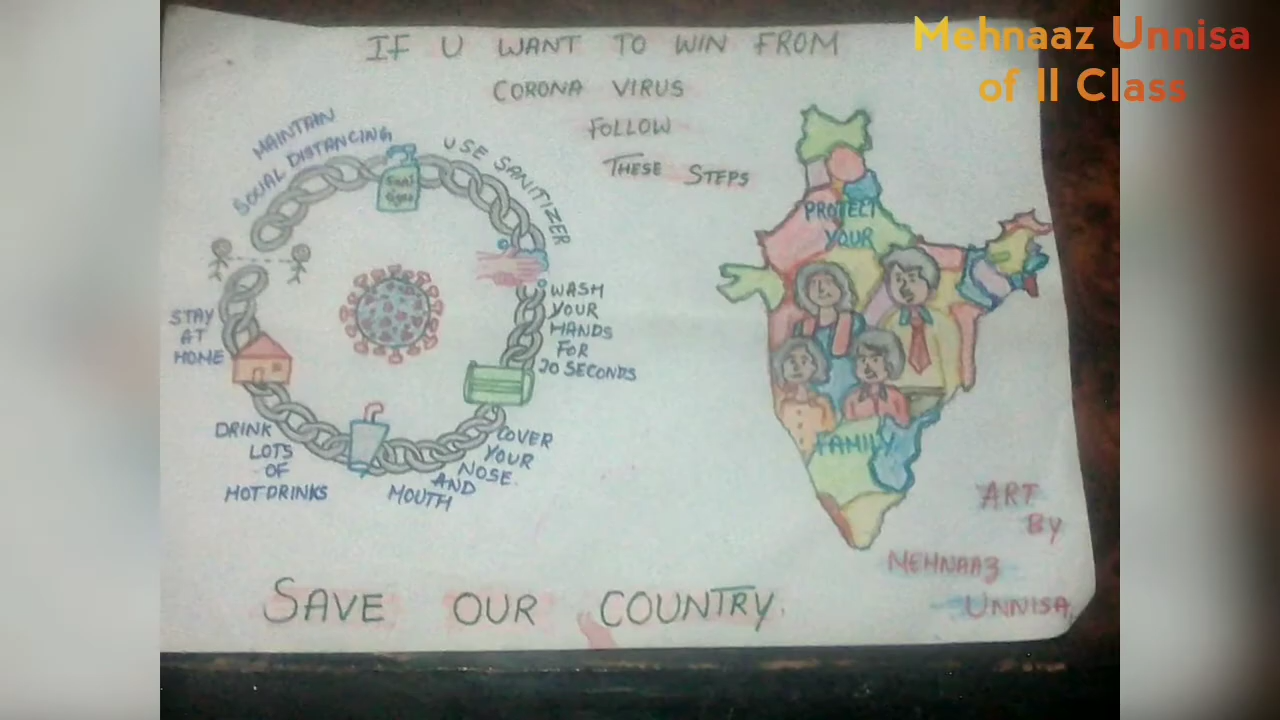 Mehnaaz Unnisa
of II Class
IF U WANT TO WIN FROM
CORONA VIRUS
FOLLOW
THESE STEPS
MAINTAIN
SOCIAL DISTANCING
USE SANITIZER
WASH
YOUR
HANDS
FOR
20 SECONDS
COVER
YOUR
NOSE
AND
MOUTH
DRINK
LOTS
OF
HOT DRINKS
STAY
AT
HOME
PROTECT
YOUR
FAMILY
ART
BY
MEHNAAZ
UNNISA
SAVE OUR COUNTRY.